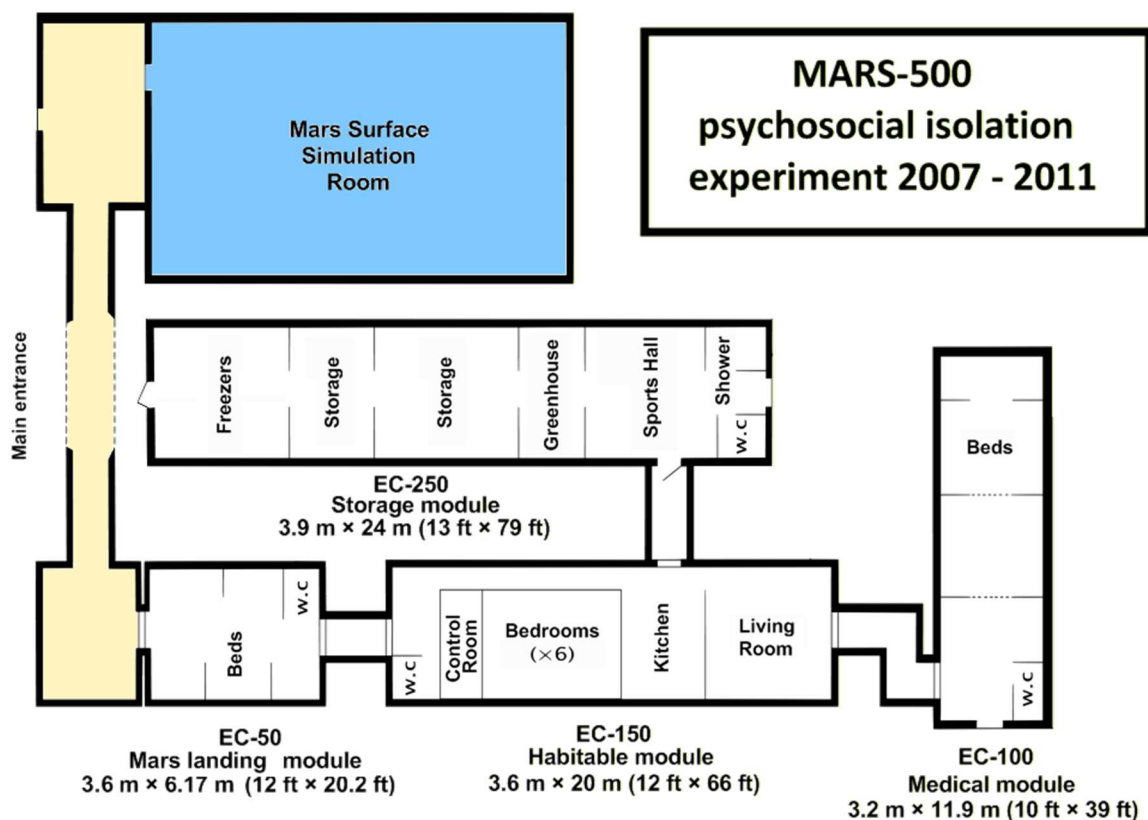 MARS-500
psychosocial isolation
experiment 2007 - 2011
Mars Surface
Simulation
Room
Main entrance
Freezers
Storage
Storage
Greenhouse
Sports Hall
Shower
w.c
EC-250
Storage module
3.9 m × 24 m (13 ft × 79 ft)
Beds
w.c
EC-50
Mars landing module
3.6 m × 6.17 m (12 ft × 20.2 ft)
w.c
Control
Room
Bedrooms
(×6)
Kitchen
Living
Room
EC-150
Habitable module
3.6 m × 20 m (12 ft × 66 ft)
Beds
w.c
EC-100
Medical module
3.2 m × 11.9 m (10 ft × 39 ft)